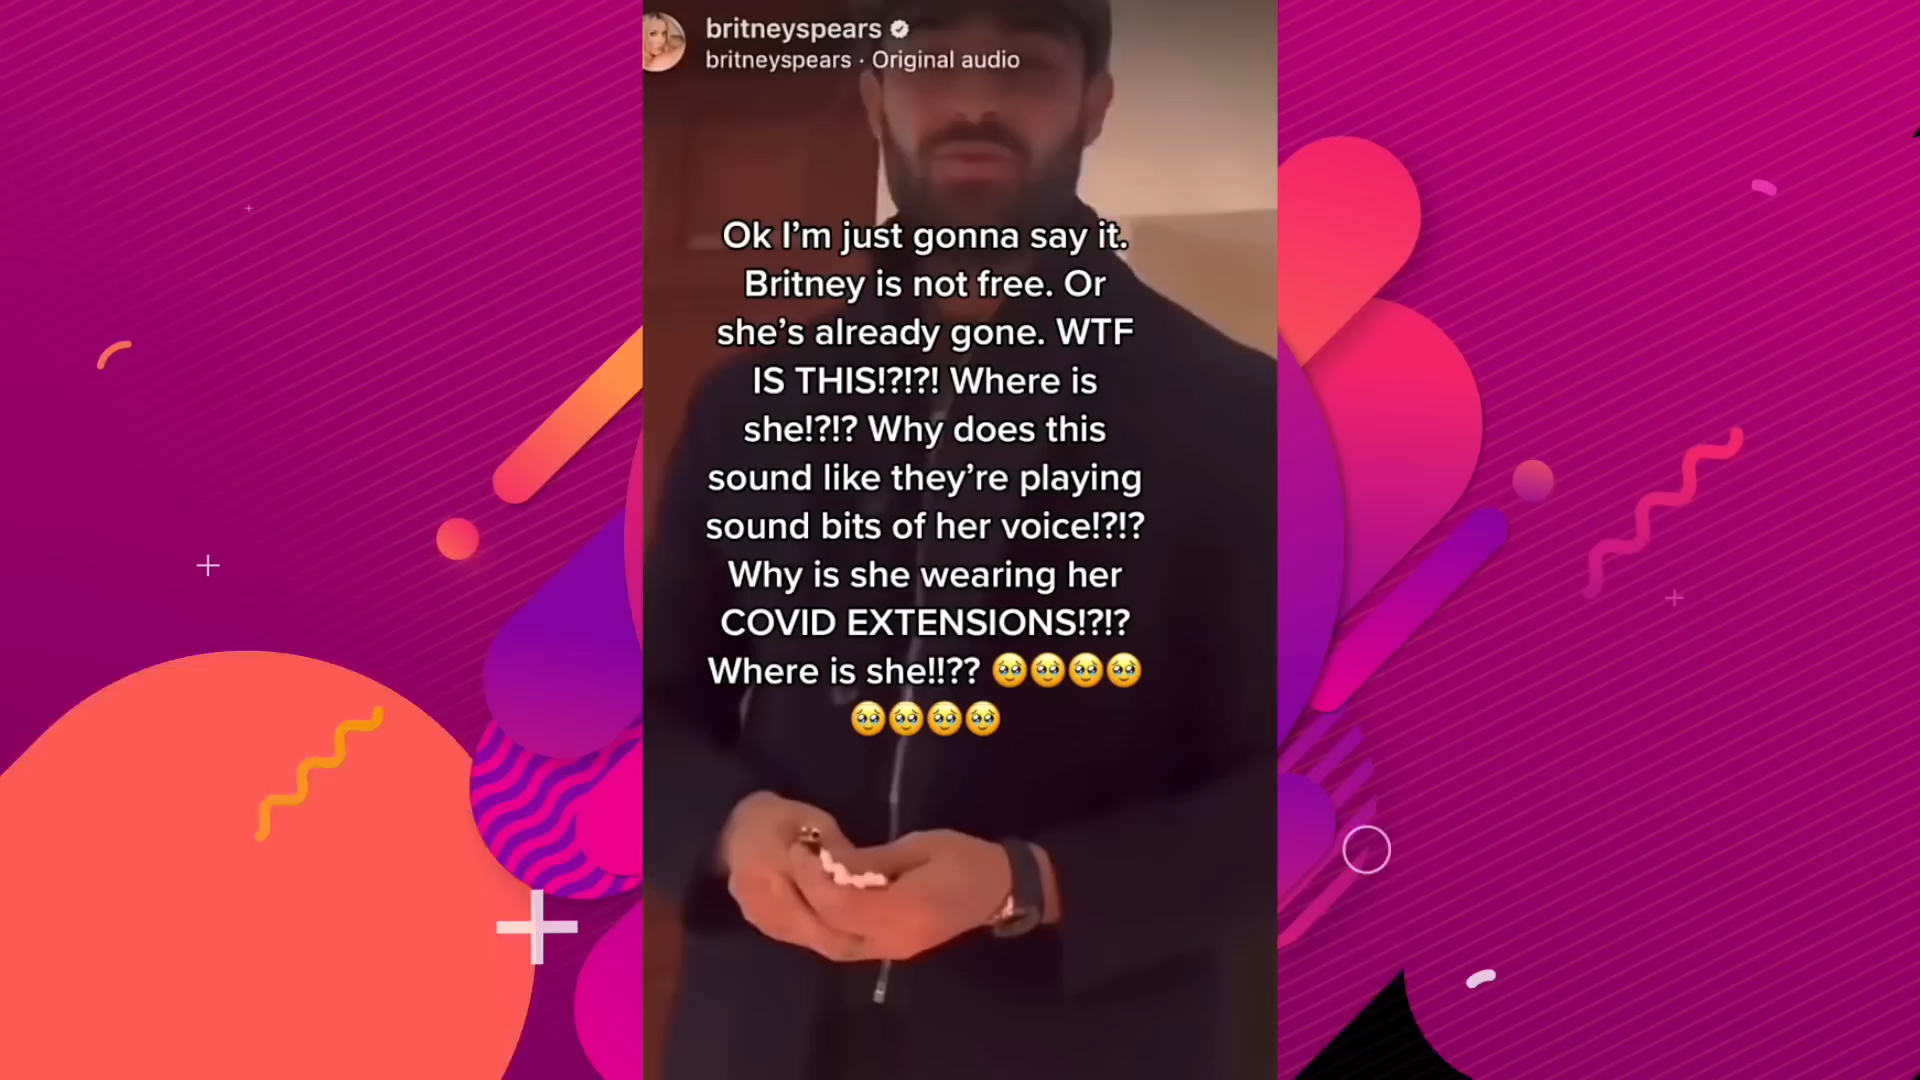 britneyspears
britneyspears · Original audio
Ok I’m just gonna say it.
Britney is not free. Or
she’s already gone. WTF
IS THIS!?!?! Where is
she!?!? Why does this
sound like they’re playing
sound bits of her voice!?!?
Why is she wearing her
COVID EXTENSIONS!?!?
Where is she!!?? 🥹🥹🥹🥹
🥹🥹🥹🥹